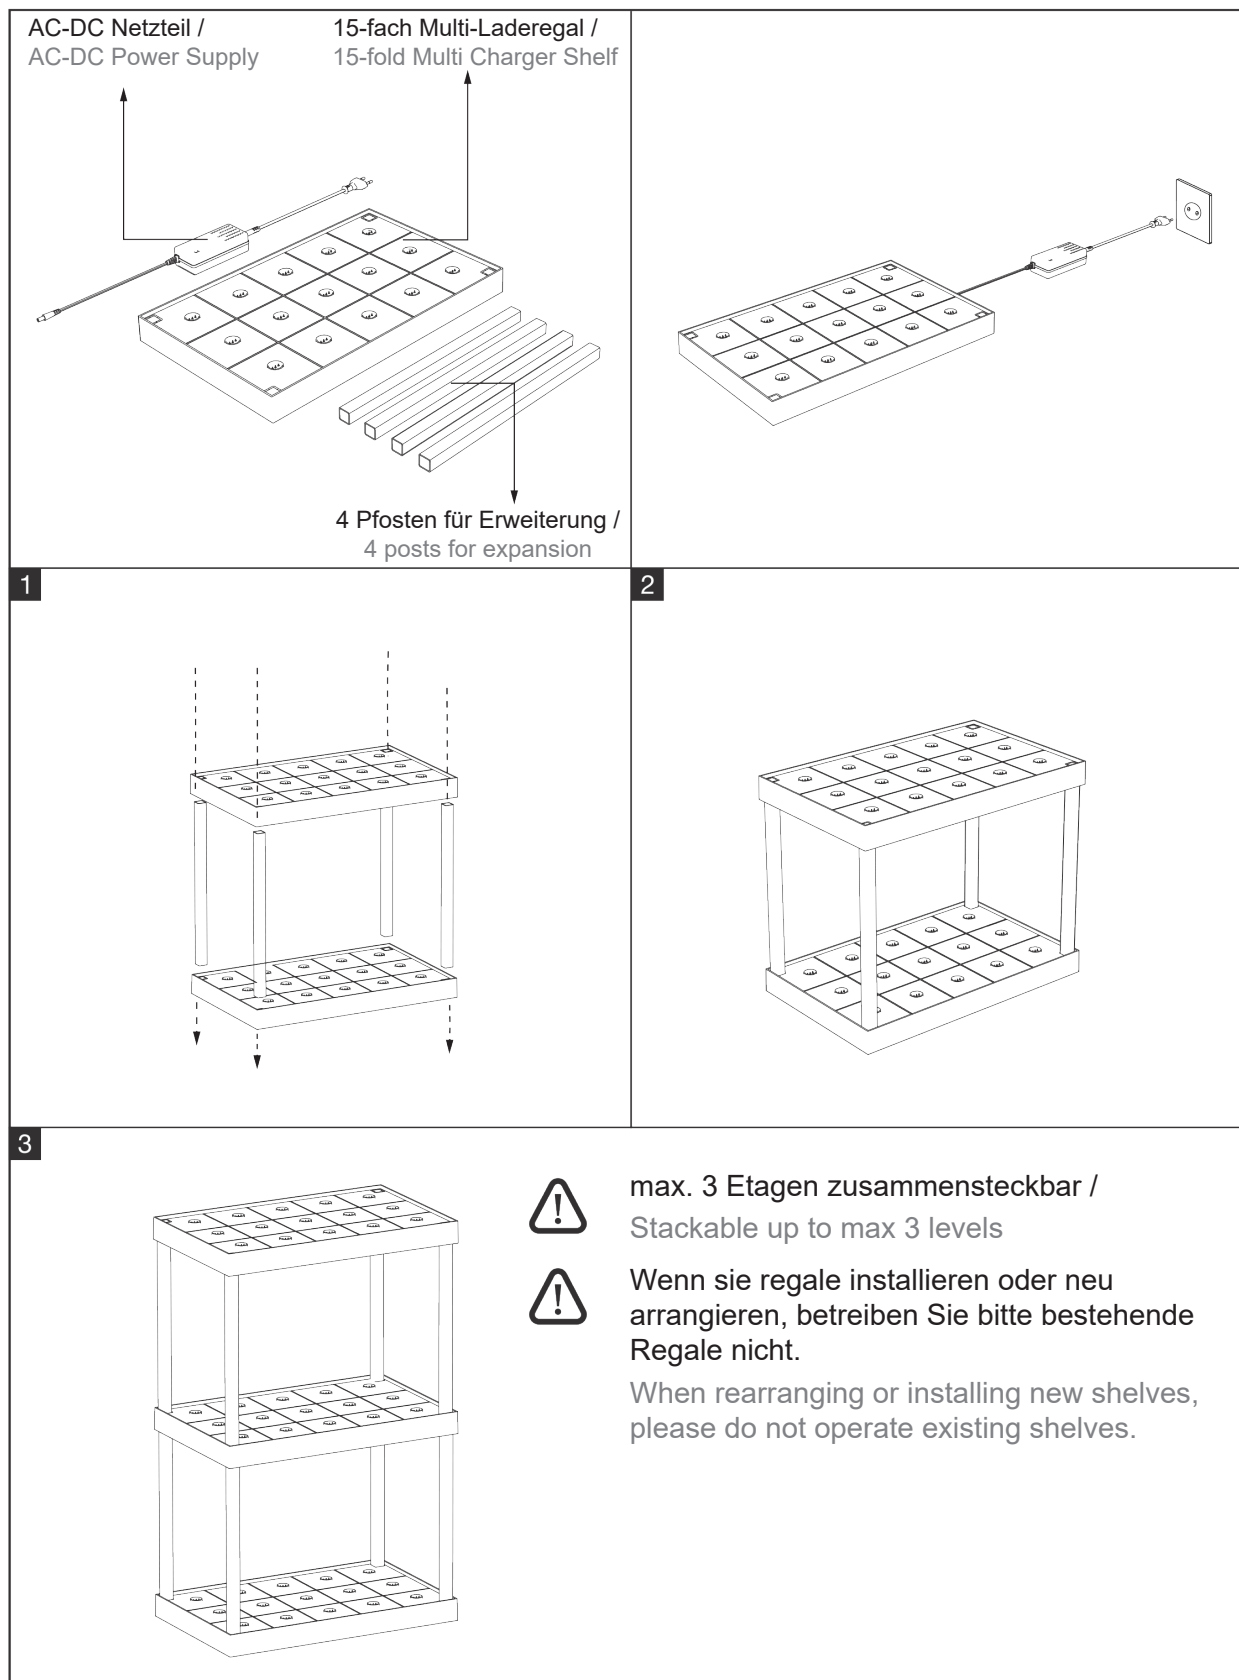 AC-DC Netzteil /
AC-DC Power Supply
15-fach Multi-Laderegal /
15-fold Multi Charger Shelf
4 Pfosten für Erweiterung /
4 posts for expansion
1
2
3
max. 3 Etagen zusammensteckbar /
Stackable up to max 3 levels
Wenn sie regale installieren oder neu
arrangieren, betreiben Sie bitte bestehende
Regale nicht.
When rearranging or installing new shelves,
please do not operate existing shelves.